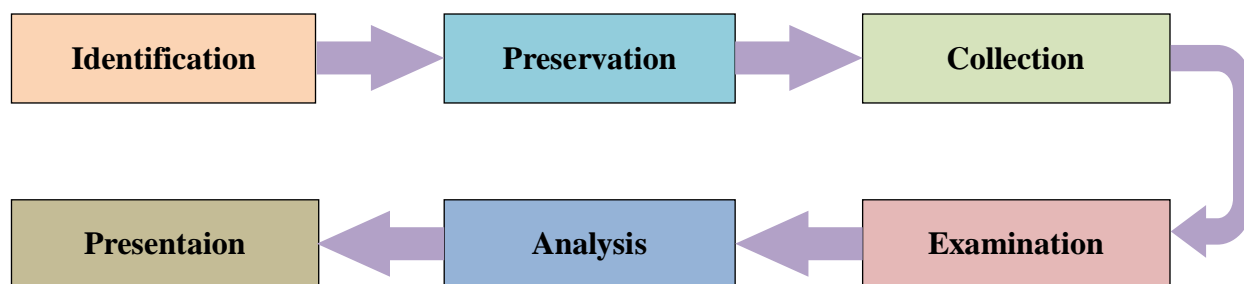 Identification
Preservation
Collection
Examination
Analysis
Presentaion